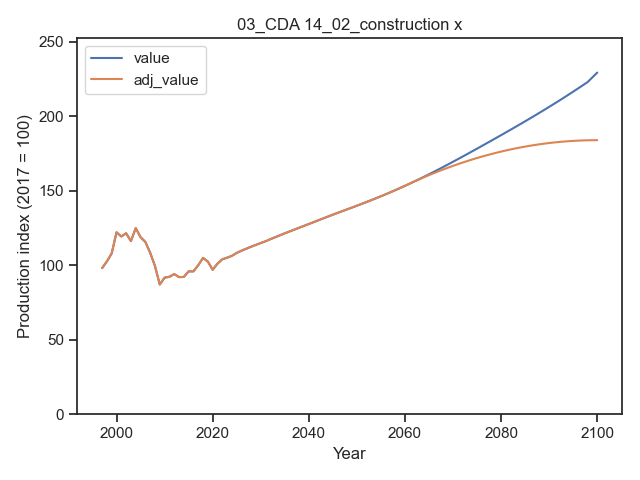 03_CDA 14_02_construction x
value
adj_value
Production index (2017 = 100)
250
200
150
100
50
0
2000 2020 2040 2060 2080 2100
Year